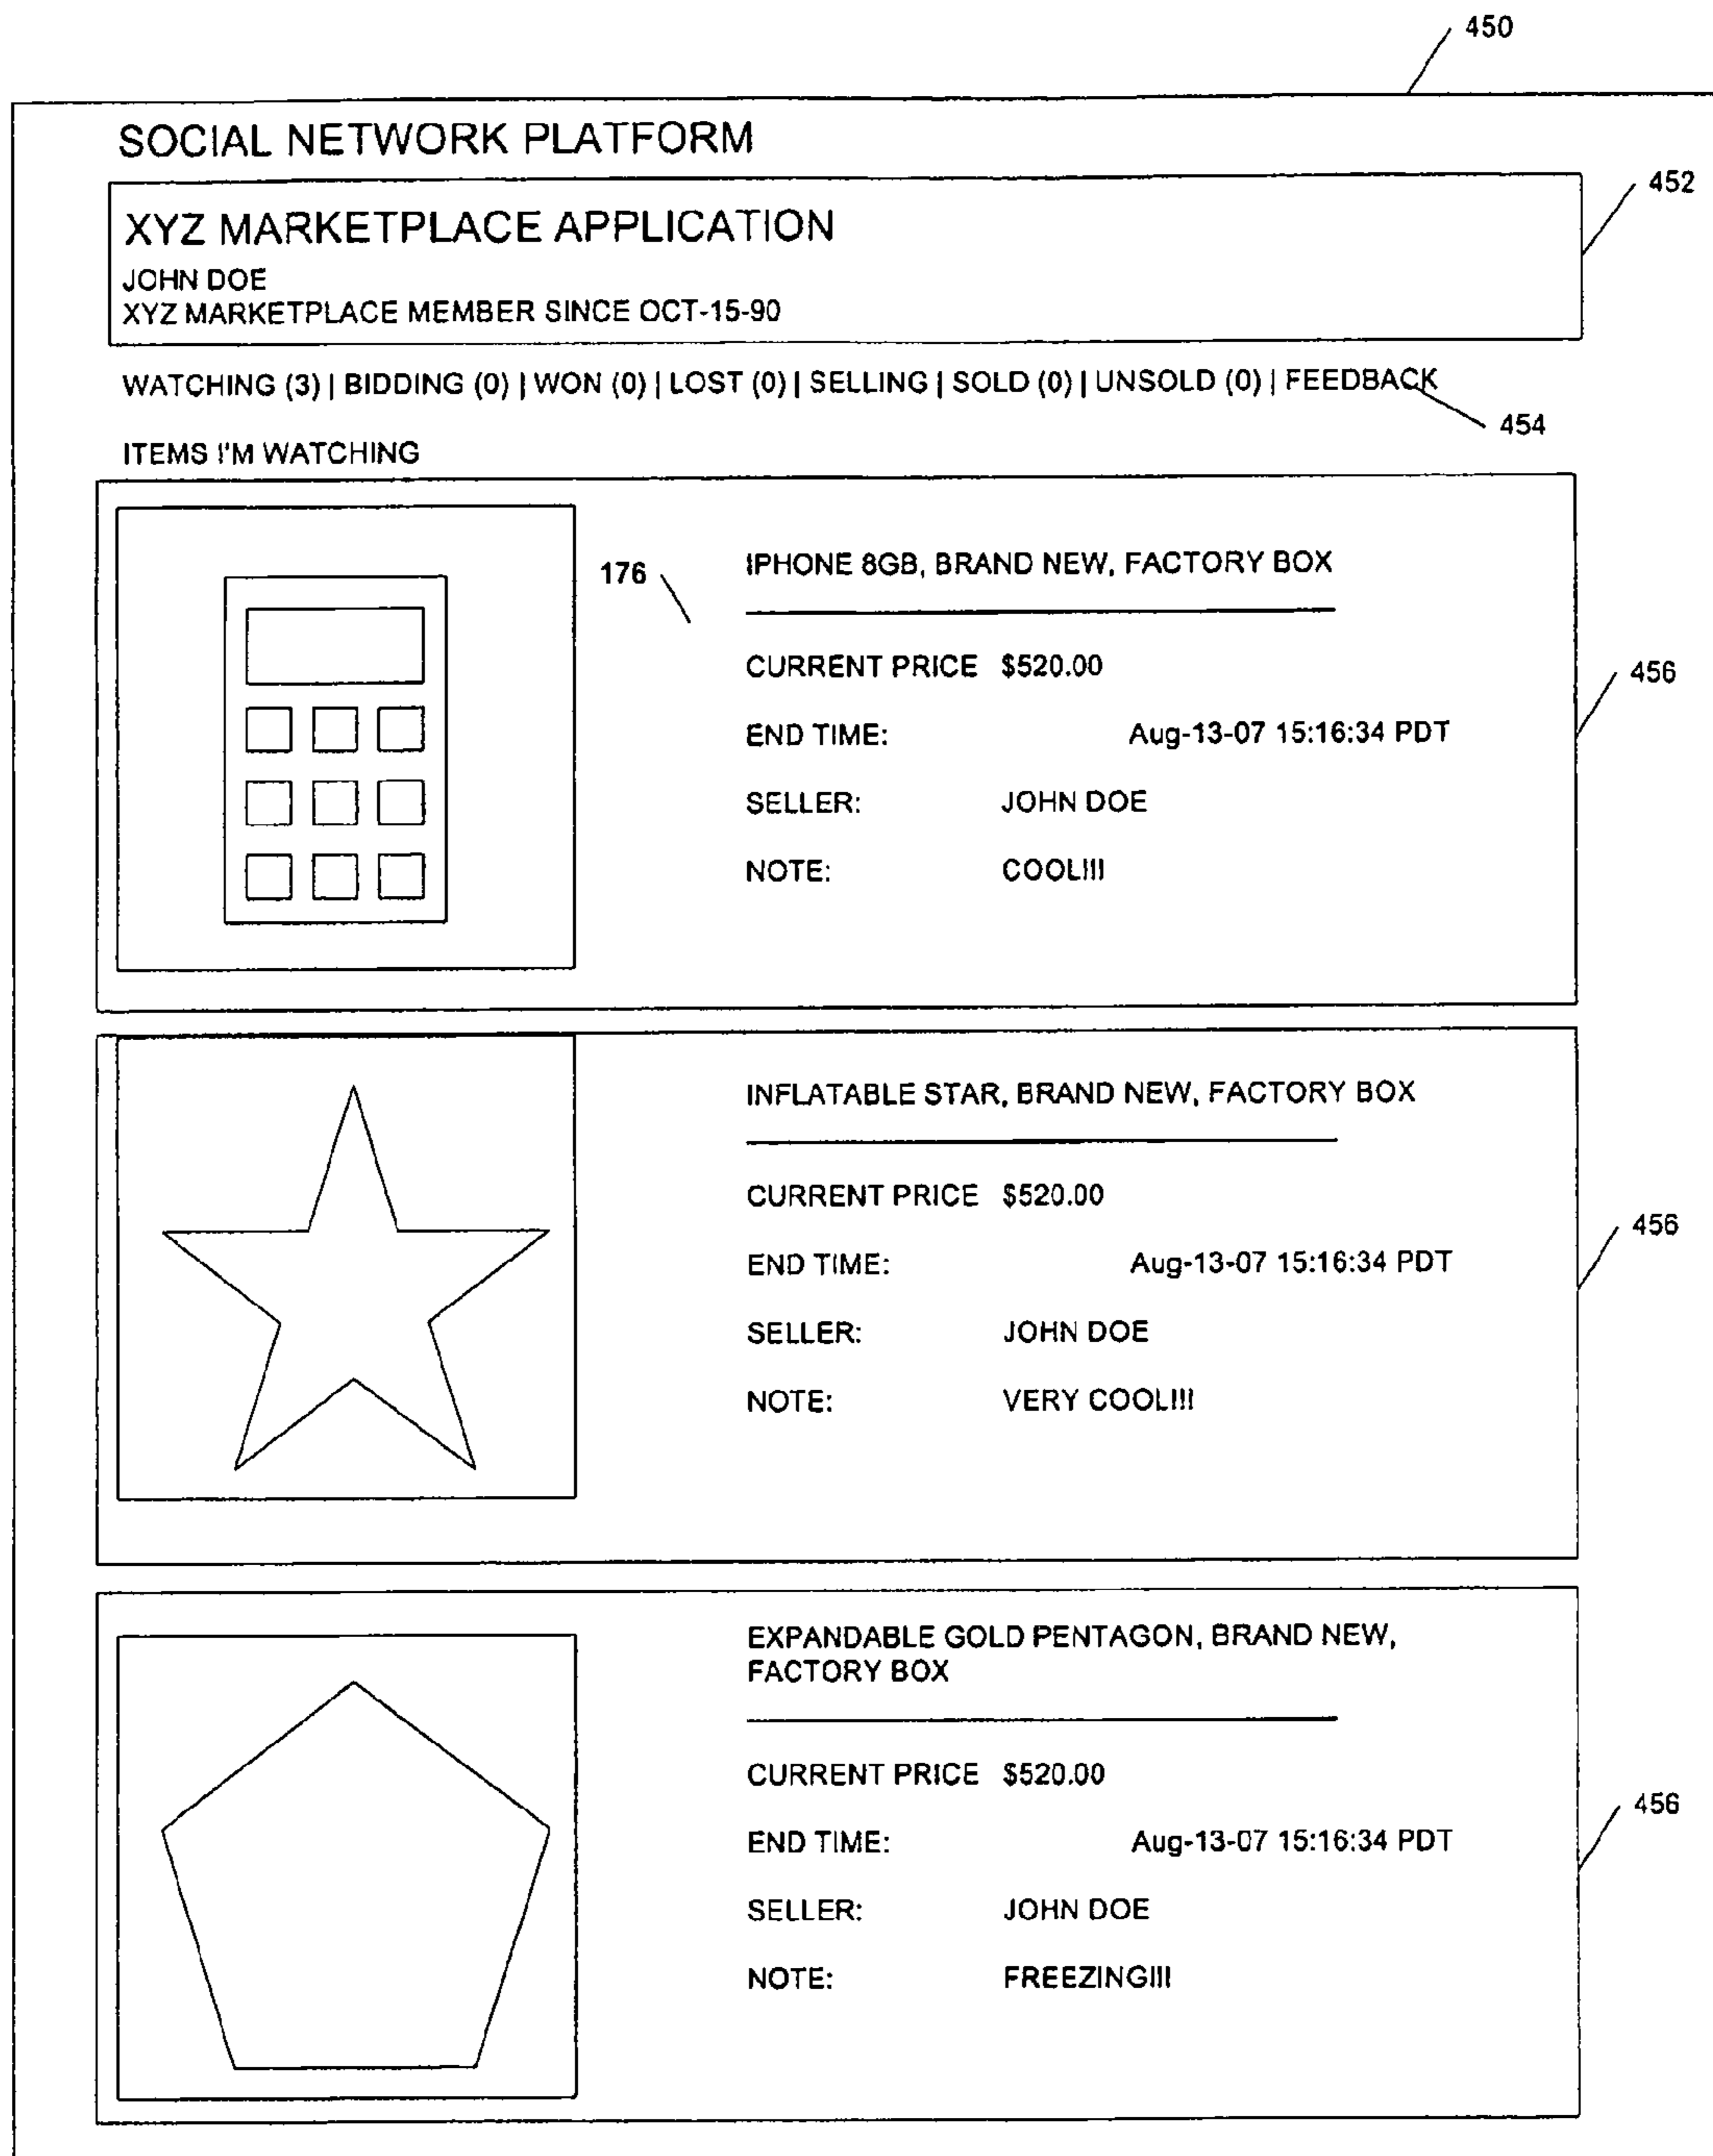 450
SOCIAL NETWORK PLATFORM
452
XYZ MARKETPLACE APPLICATION
JOHN DOE
XYZ MARKETPLACE MEMBER SINCE OCT-15-90
WATCHING (3) | BIDDING (0) | WON (0) | LOST (0) | SELLING | SOLD (0) | UNSOLD (0) | FEEDBACK
454
ITEMS I'M WATCHING
176
IPHONE 8GB, BRAND NEW, FACTORY BOX
CURRENT PRICE $520.00
456
END TIME: Aug-13-07 15:16:34 PDT
SELLER: JOHN DOE
NOTE: COOL!!!
INFLATABLE STAR, BRAND NEW, FACTORY BOX
CURRENT PRICE $520.00
456
END TIME: Aug-13-07 15:16:34 PDT
SELLER: JOHN DOE
NOTE: VERY COOL!!!
EXPANDABLE GOLD PENTAGON, BRAND NEW,
FACTORY BOX
CURRENT PRICE $520.00
456
END TIME: Aug-13-07 15:16:34 PDT
SELLER: JOHN DOE
NOTE: FREEZING!!!